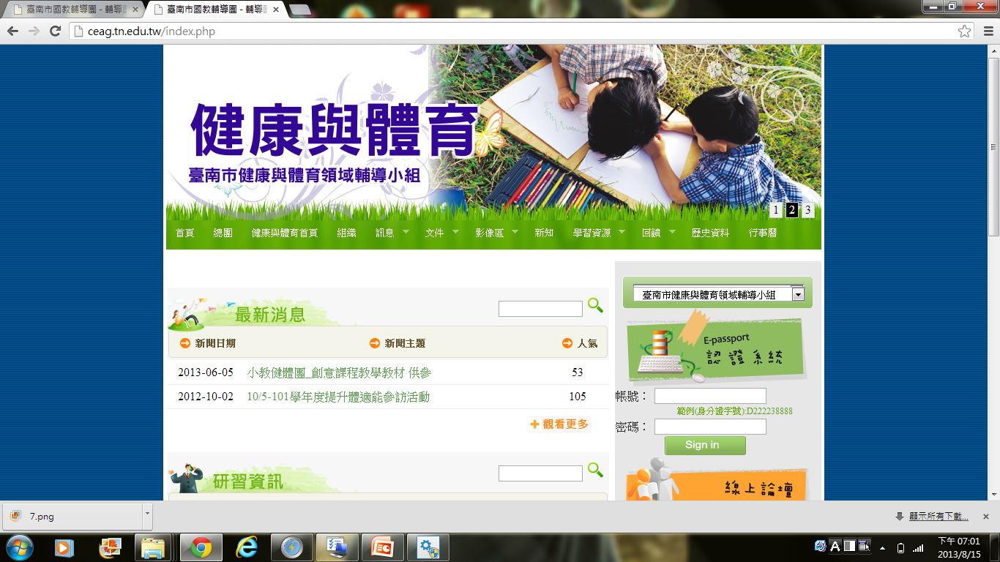 臺南市國教輔導團 - 輔導團
臺南市國教輔導團 - 輔導團
ceag.tn.edu.tw/index.php
健康與體育
臺南市健康與體育領域輔導小組
1 2 3
首頁 總團 健康與體育首頁 組織 訊息 文件 影像區 新知 學習資源 回饋 歷史資料 行事曆
臺南市健康與體育領域輔導小組
最新消息
新聞日期 新聞主題 人氣
2013-06-05 小教健體團_創意課程教學教材 供參 53
2012-10-02 10/5-101學年度提升體適能參訪活動 105
觀看更多
E-passport
認證系統
帳號：
範例(身分證字號):D222238888
密碼：
Sign in
研習資訊
線上論壇
7.png
顯示所有下載...
A
下午 07:01
2013/8/15